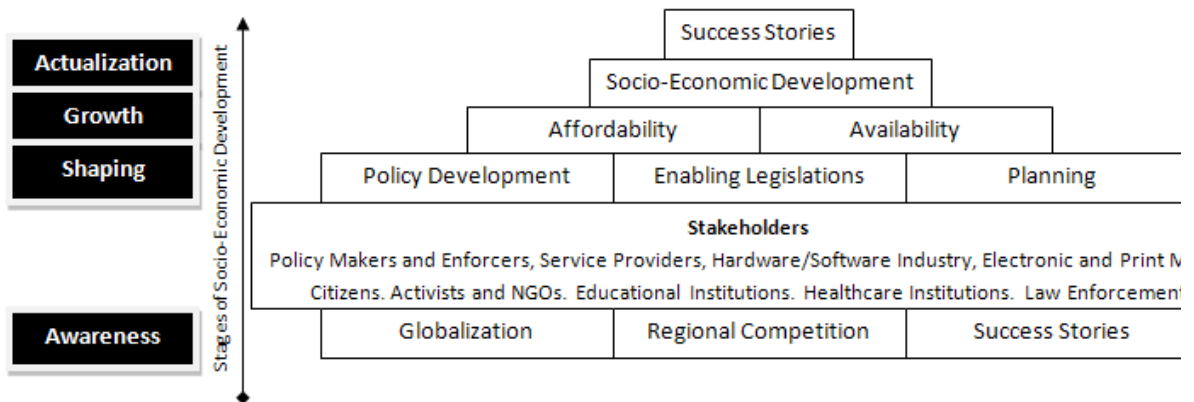 Success Stories
Actualization
Socio-Economic Development
Growth
Affordability Availability
Shaping
Policy Development Enabling Legislations Planning
Stages of Socio-Economic Development
Stakeholders
Policy Makers and Enforcers, Service Providers, Hardware/Software Industry, Electronic and Print
Citizens. Activists and NGOs. Educational Institutions. Healthcare Institutions. Law Enforcement
Awareness
Globalization Regional Competition Success Stories